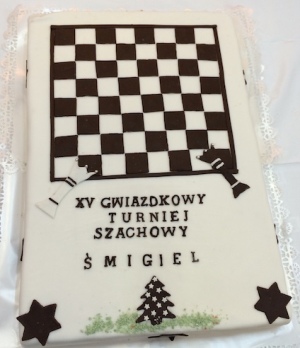 XV GWIAZDKOWY
TURNIEJ
SZACHOWY
ŚMIGIEL